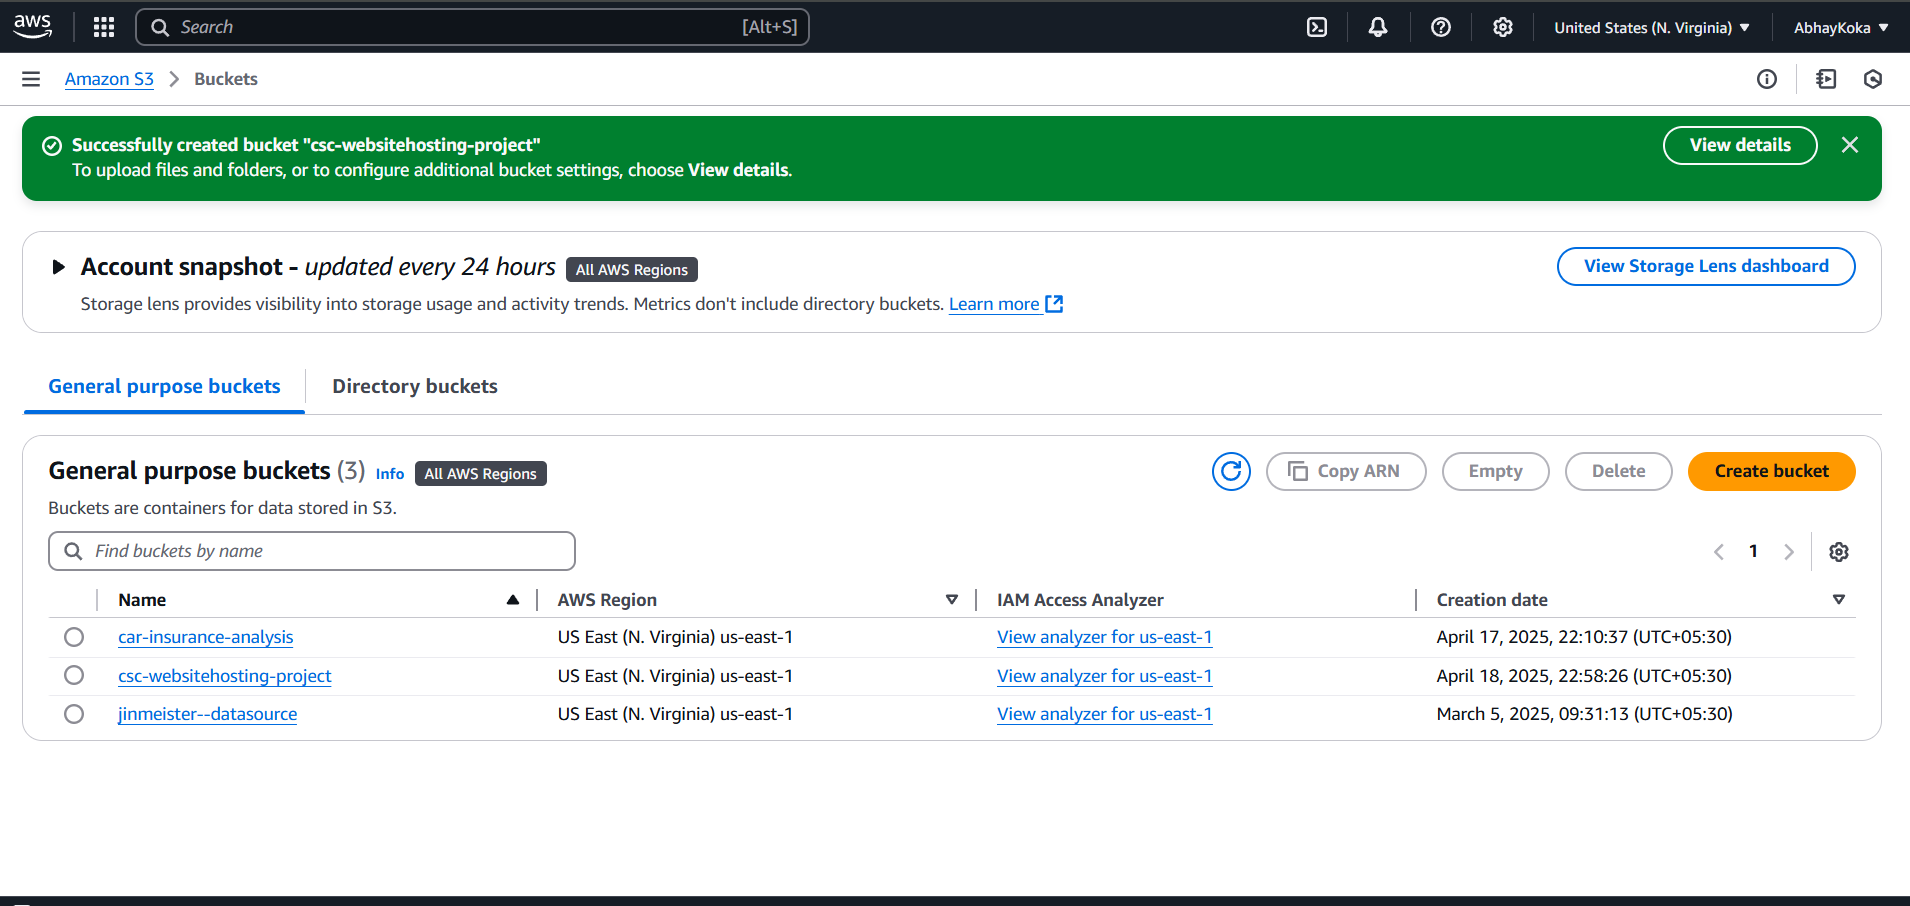 aws
Search [Alt+S]
United States (N. Virginia)
AbhayKoka
Amazon S3
Buckets
Successfully created bucket "csc-websitehosting-project"
To upload files and folders, or to configure additional bucket settings, choose View details.
View details
Account snapshot - updated every 24 hours All AWS Regions
Storage lens provides visibility into storage usage and activity trends. Metrics don't include directory buckets. Learn more
View Storage Lens dashboard
General purpose buckets
Directory buckets
General purpose buckets (3) Info All AWS Regions
Buckets are containers for data stored in S3.
Copy ARN
Empty
Delete
Create bucket
Find buckets by name
1
Name AWS Region IAM Access Analyzer Creation date
car-insurance-analysis US East (N. Virginia) us-east-1 View analyzer for us-east-1 April 17, 2025, 22:10:37 (UTC+05:30)
csc-websitehosting-project US East (N. Virginia) us-east-1 View analyzer for us-east-1 April 18, 2025, 22:58:26 (UTC+05:30)
jinmeister--datasource US East (N. Virginia) us-east-1 View analyzer for us-east-1 March 5, 2025, 09:31:13 (UTC+05:30)